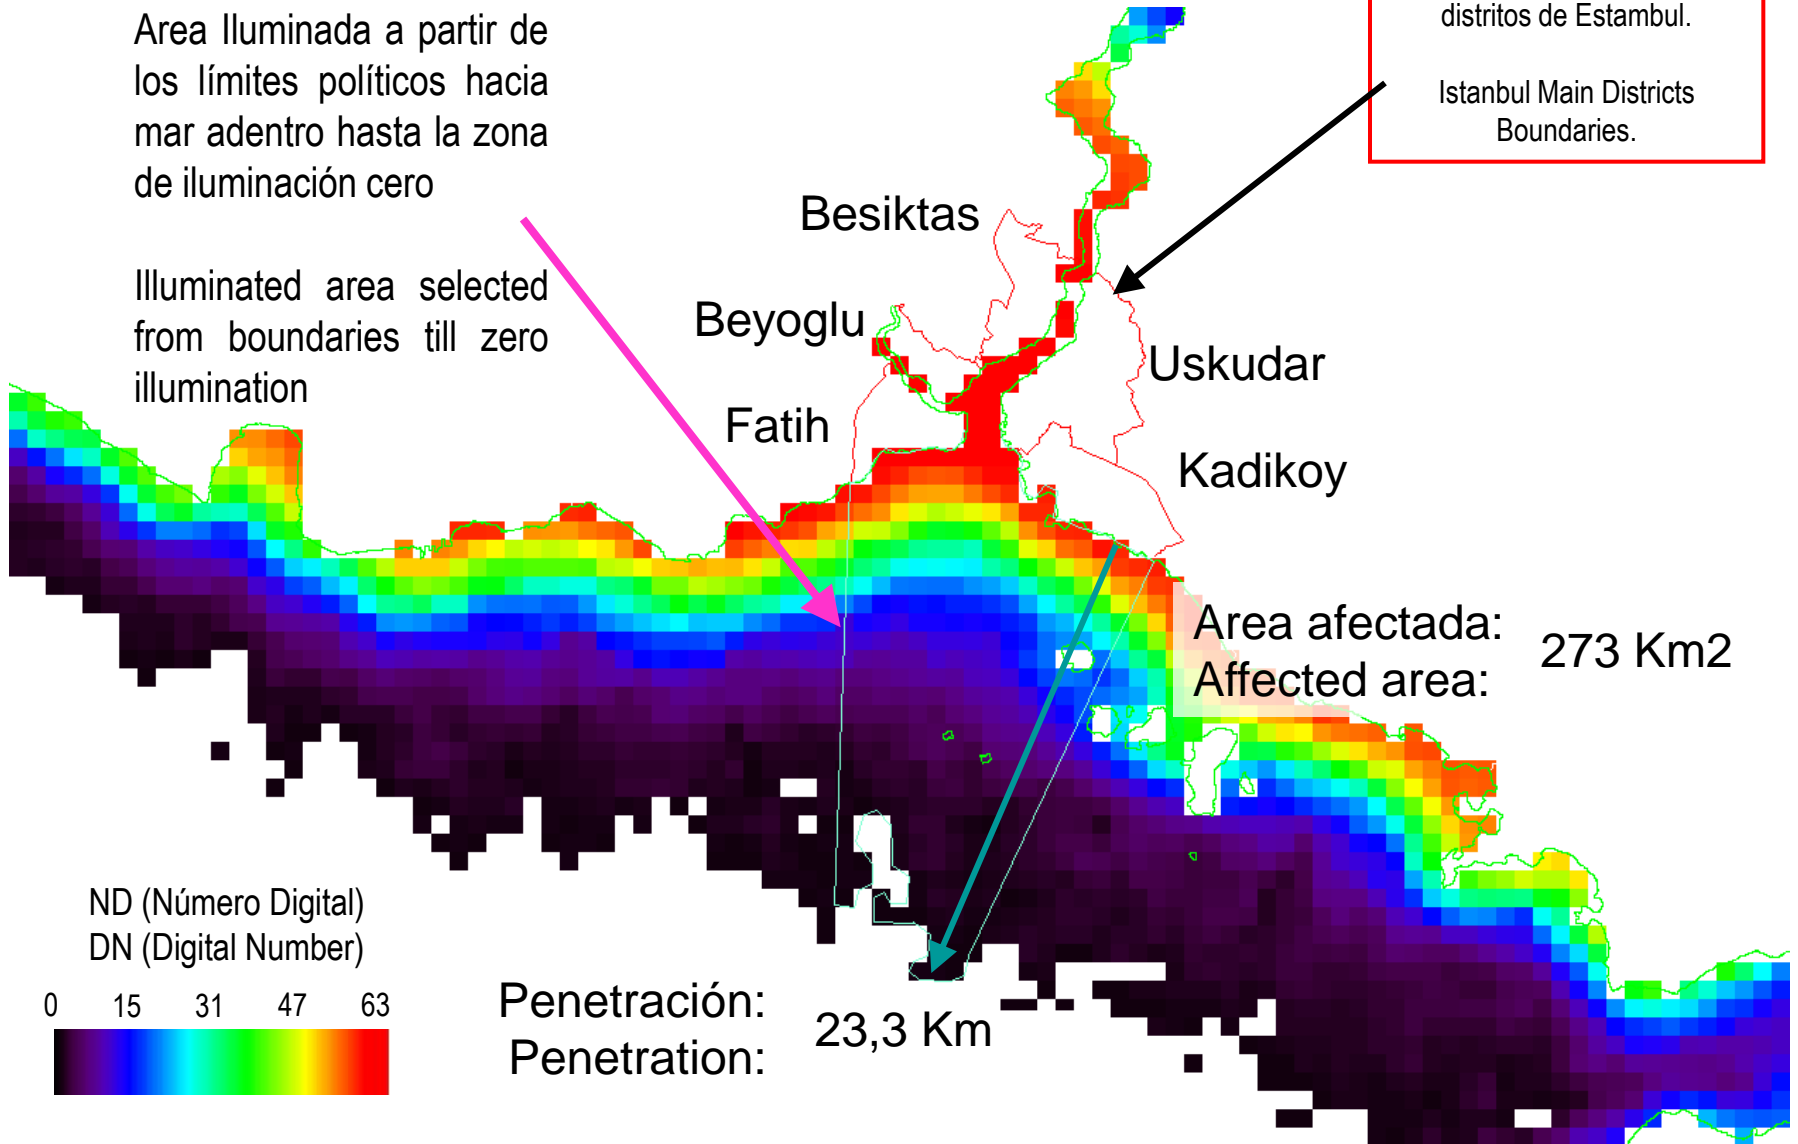 Area Iluminada a partir de
los límites políticos hacia
mar adentro hasta la zona
de iluminación cero
Illuminated area selected
from boundaries till zero
illumination
distritos de Estambul.
Istanbul Main Districts
Boundaries.
Besiktas
Beyoglu
Uskudar
Fatih
Kadikoy
Area afectada:
Affected area:
273 Km2
ND (Número Digital)
DN (Digital Number)
0 15 31 47 63
Penetración:
Penetration:
23,3 Km